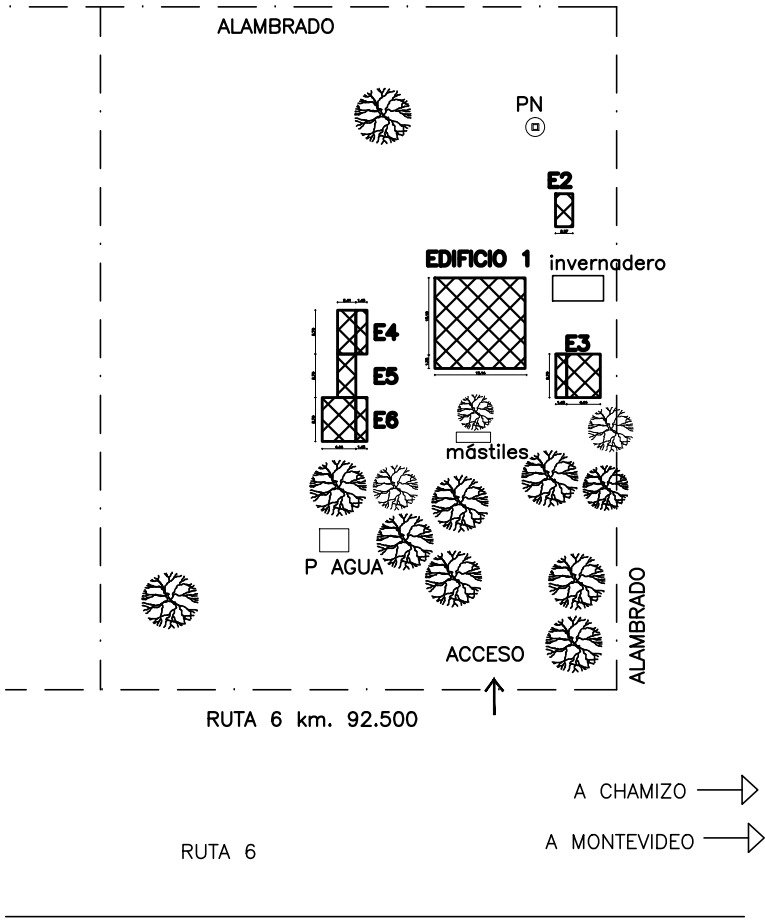 ALAMBRADO
PN
E2
EDIFICIO 1
invernadero
E4
E3
E5
E6
mástiles
P AGUA
ALAMBRADO
ACCESO
RUTA 6 km. 92.500
A CHAMIZO
A MONTEVIDEO
RUTA 6